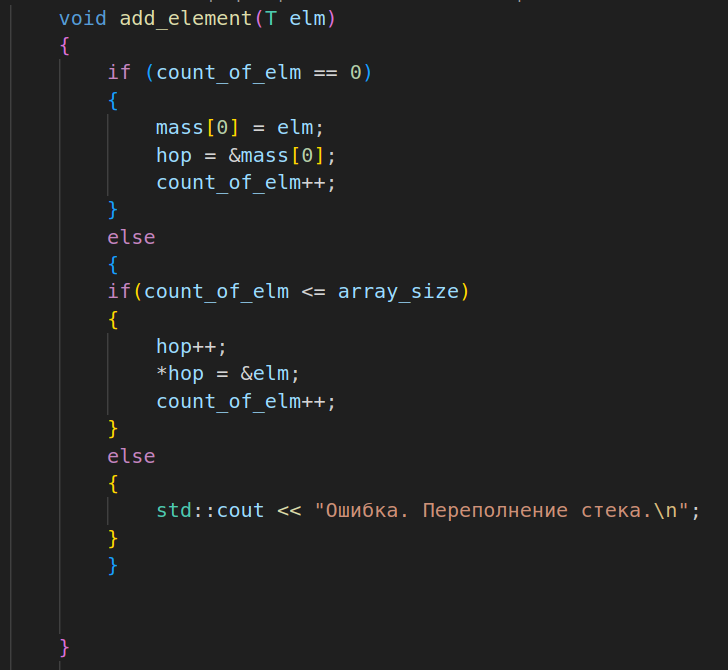 void add_element(T elm)
{
if (count_of_elm == 0)
{
mass[0] = elm;
hop = &mass[0];
count_of_elm++;
}
else
{
if(count_of_elm <= array_size)
{
hop++;
*hop = &elm;
count_of_elm++;
}
else
{
std::cout << "Ошибка. Переполнение стека.\n";
}
}
}